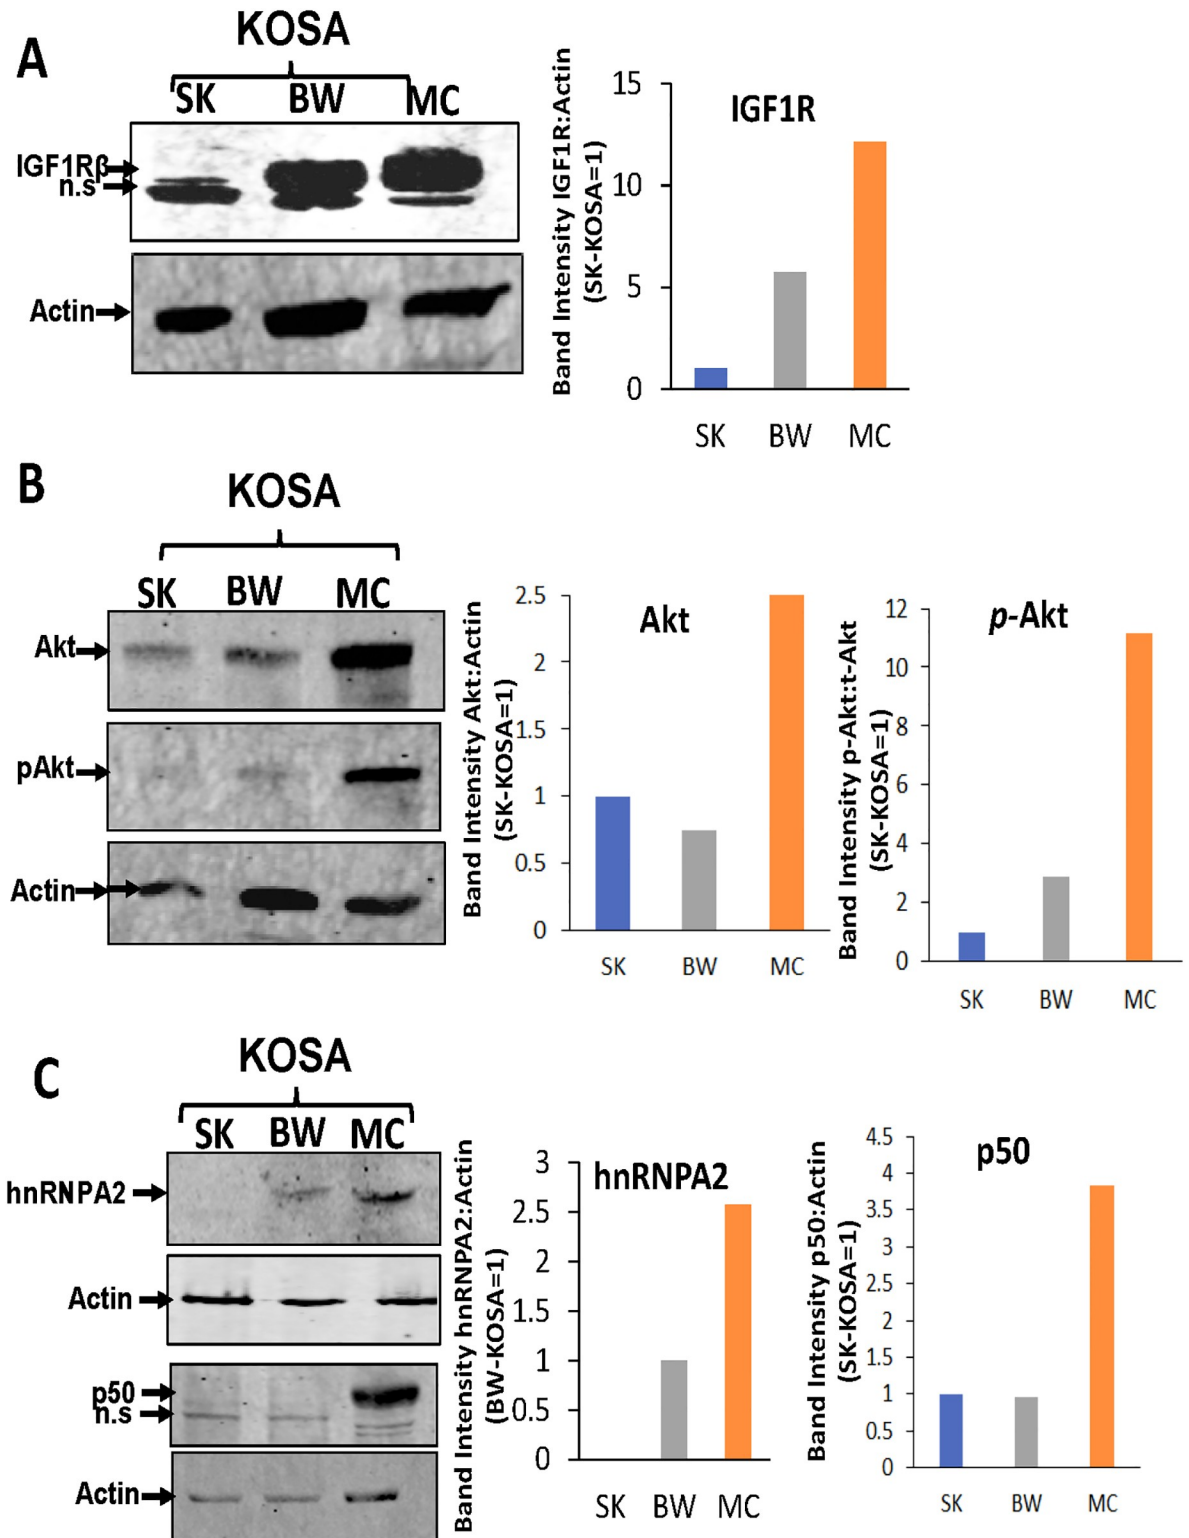 A
KOSA
SK BW MC
IGF1Rβ
n.s
Actin
Band Intensity IGF1R:Actin
(SK-KOSA=1)
IGF1R
15
10
5
0
SK BW MC
B
KOSA
SK BW MC
Akt
pAkt
Actin
Band Intensity Akt:Actin
(SK-KOSA=1)
Akt
2.5
2
1.5
1
0.5
0
SK BW MC
Band Intensity p-Akt:t-Akt
(SK-KOSA=1)
p-Akt
12
10
8
6
4
2
0
SK BW MC
C
KOSA
SK BW MC
hnRNPA2
Actin
p50
n.s
Actin
Band Intensity hnRNPA2:Actin
(BW-KOSA=1)
hnRNPA2
3
2.5
2
1.5
1
0.5
0
SK BW MC
Band Intensity p50:Actin
(SK-KOSA=1)
p50
4.5
4
3.5
3
2.5
2
1.5
1
0.5
0
SK BW MC